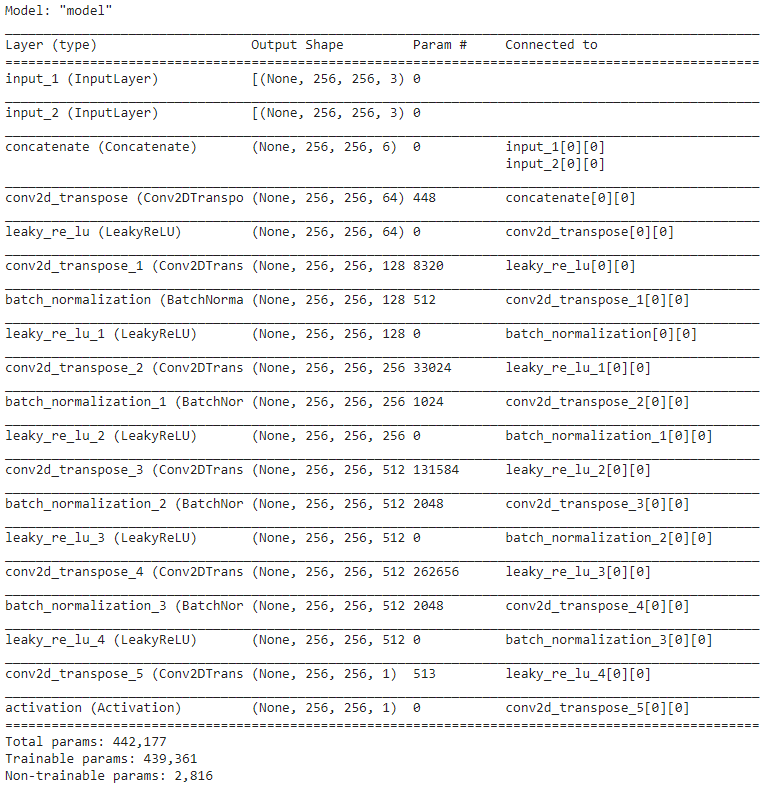 Model: "model"
__________________________________________________________________________________________________
Layer (type)                    Output Shape         Param #     Connected to
==================================================================================================
input_1 (InputLayer)            [(None, 256, 256, 3) 0
__________________________________________________________________________________________________
input_2 (InputLayer)            [(None, 256, 256, 3) 0
__________________________________________________________________________________________________
concatenate (Concatenate)       (None, 256, 256, 6)  0           input_1[0][0]
                                                                 input_2[0][0]
__________________________________________________________________________________________________
conv2d_transpose (Conv2DTranspo (None, 256, 256, 64) 448         concatenate[0][0]
__________________________________________________________________________________________________
leaky_re_lu (LeakyReLU)         (None, 256, 256, 64) 0           conv2d_transpose[0][0]
__________________________________________________________________________________________________
conv2d_transpose_1 (Conv2DTrans (None, 256, 256, 128 8320        leaky_re_lu[0][0]
__________________________________________________________________________________________________
batch_normalization (BatchNorma (None, 256, 256, 128 512         conv2d_transpose_1[0][0]
__________________________________________________________________________________________________
leaky_re_lu_1 (LeakyReLU)       (None, 256, 256, 128 0           batch_normalization[0][0]
__________________________________________________________________________________________________
conv2d_transpose_2 (Conv2DTrans (None, 256, 256, 256 33024       leaky_re_lu_1[0][0]
__________________________________________________________________________________________________
batch_normalization_1 (BatchNor (None, 256, 256, 256 1024        conv2d_transpose_2[0][0]
__________________________________________________________________________________________________
leaky_re_lu_2 (LeakyReLU)       (None, 256, 256, 256 0           batch_normalization_1[0][0]
__________________________________________________________________________________________________
conv2d_transpose_3 (Conv2DTrans (None, 256, 256, 512 131584      leaky_re_lu_2[0][0]
__________________________________________________________________________________________________
batch_normalization_2 (BatchNor (None, 256, 256, 512 2048        conv2d_transpose_3[0][0]
__________________________________________________________________________________________________
leaky_re_lu_3 (LeakyReLU)       (None, 256, 256, 512 0           batch_normalization_2[0][0]
__________________________________________________________________________________________________
conv2d_transpose_4 (Conv2DTrans (None, 256, 256, 512 262656      leaky_re_lu_3[0][0]
__________________________________________________________________________________________________
batch_normalization_3 (BatchNor (None, 256, 256, 512 2048        conv2d_transpose_4[0][0]
__________________________________________________________________________________________________
leaky_re_lu_4 (LeakyReLU)       (None, 256, 256, 512 0           batch_normalization_3[0][0]
__________________________________________________________________________________________________
conv2d_transpose_5 (Conv2DTrans (None, 256, 256, 1)  513         leaky_re_lu_4[0][0]
__________________________________________________________________________________________________
activation (Activation)         (None, 256, 256, 1)  0           conv2d_transpose_5[0][0]
==================================================================================================
Total params: 442,177
Trainable params: 439,361
Non-trainable params: 2,816